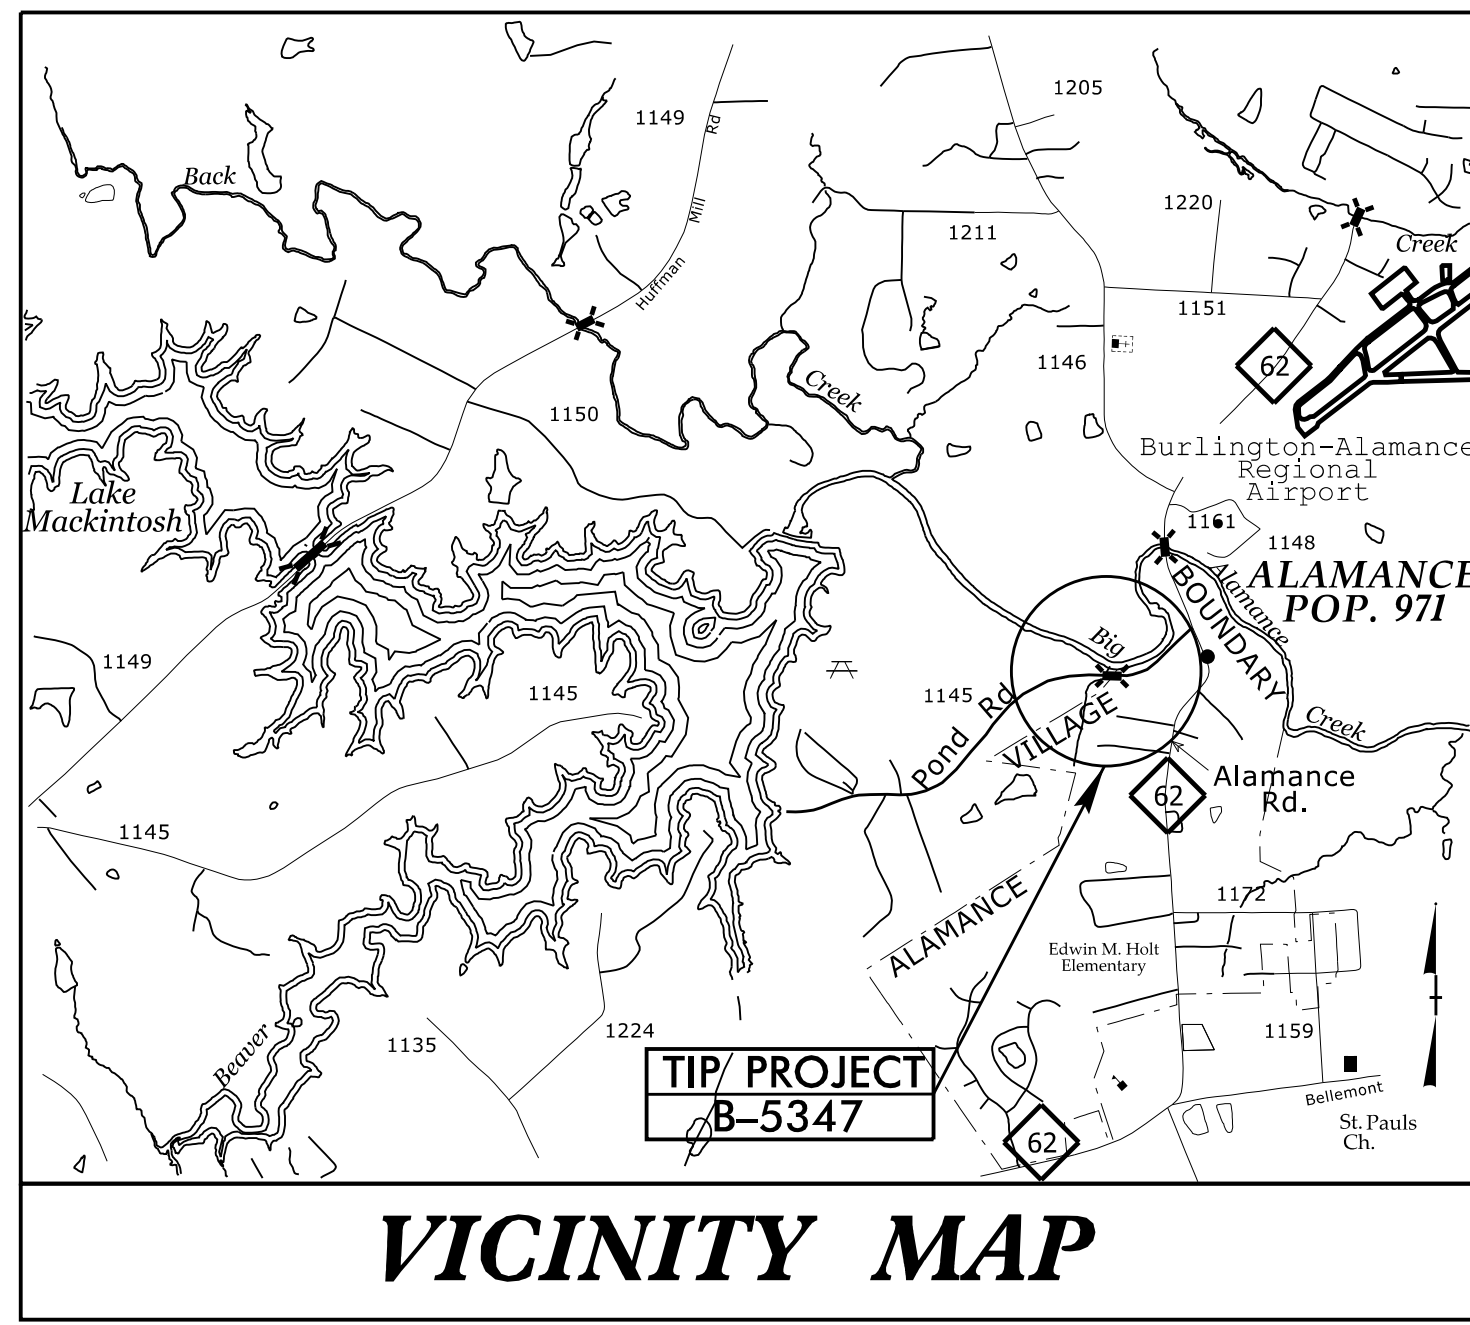 1205
1149
Rd
Back
1220
Mill
1211
Creek
Huffman
1151
1146
62
Creek
1150
Burlington-Alamance
Regional
Airport
Lake
Mackintosh
1161
1148
ALAMANCE
POP. 971
BOUNDARY
Alamance
Big
1149
1145
1145
Pond Rd
VILLAGE
Creek
Alamance
Rd.
62
1145
1172
ALAMANCE
Edwin M. Holt
Elementary
Beaver
1135
1224
1159
TIP PROJECT
B-5347
Bellemont
St. Pauls
Ch.
62
VICINITY MAP